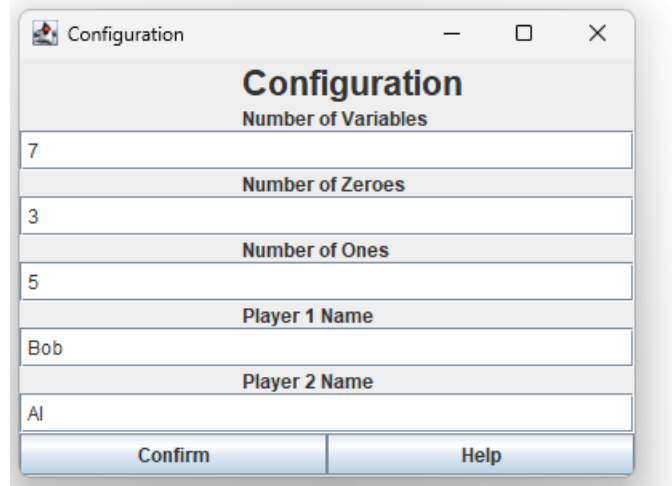 Configuration
Configuration
Number of Variables
7
Number of Zeroes
3
Number of Ones
5
Player 1 Name
Bob
Player 2 Name
Al
Confirm Help